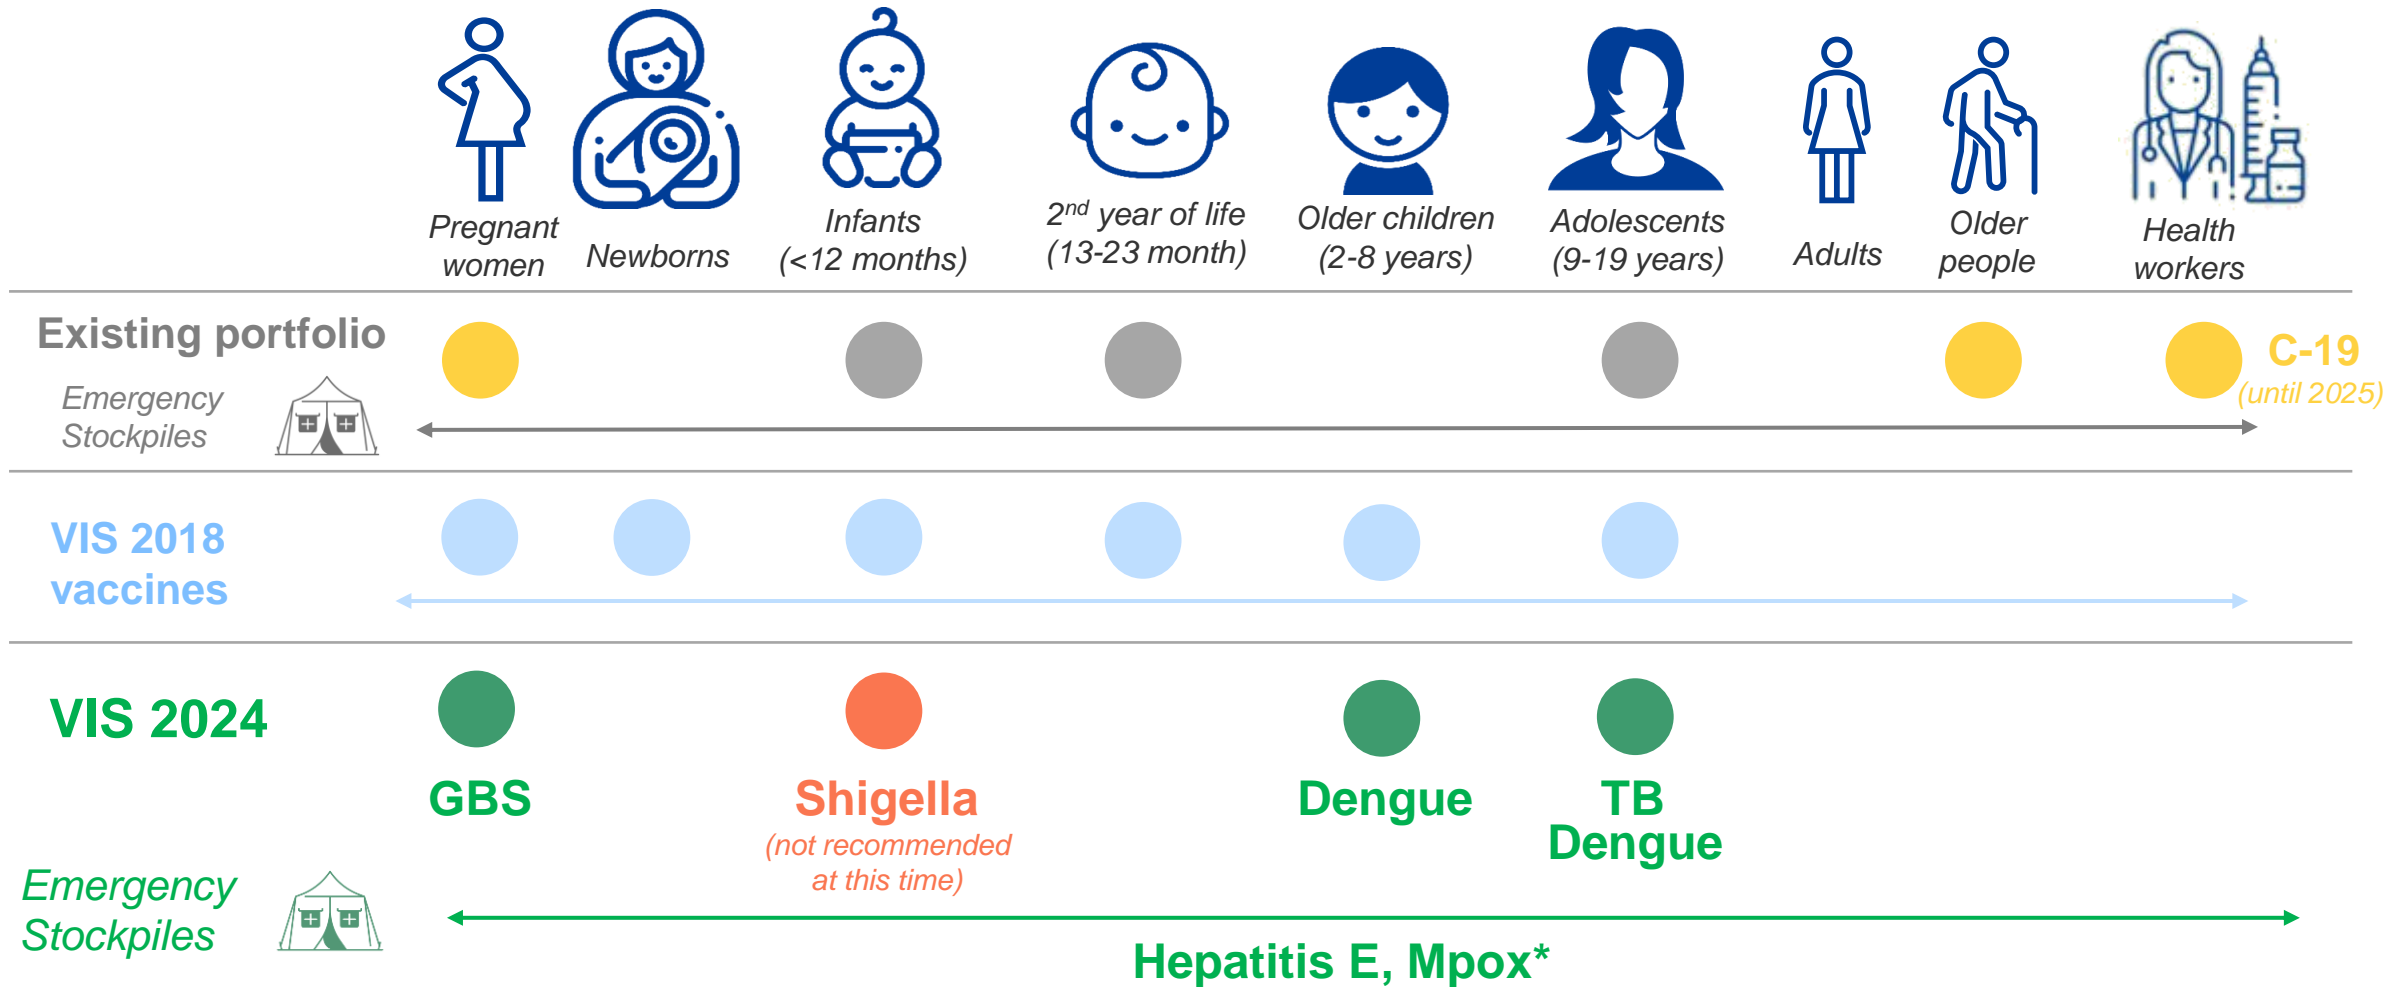 Pregnant
women
Newborns
Infants
(<12 months)
2nd year of life
(13-23 month)
Older children
(2-8 years)
Adolescents
(9-19 years)
Adults
Older
people
Health
workers
Existing portfolio
Emergency
Stockpiles
C-19
(until 2025)
VIS 2018
vaccines
VIS 2024
GBS
Shigella
(not recommended
at this time)
Dengue
TB
Dengue
Emergency
Stockpiles
Hepatitis E, Mpox*